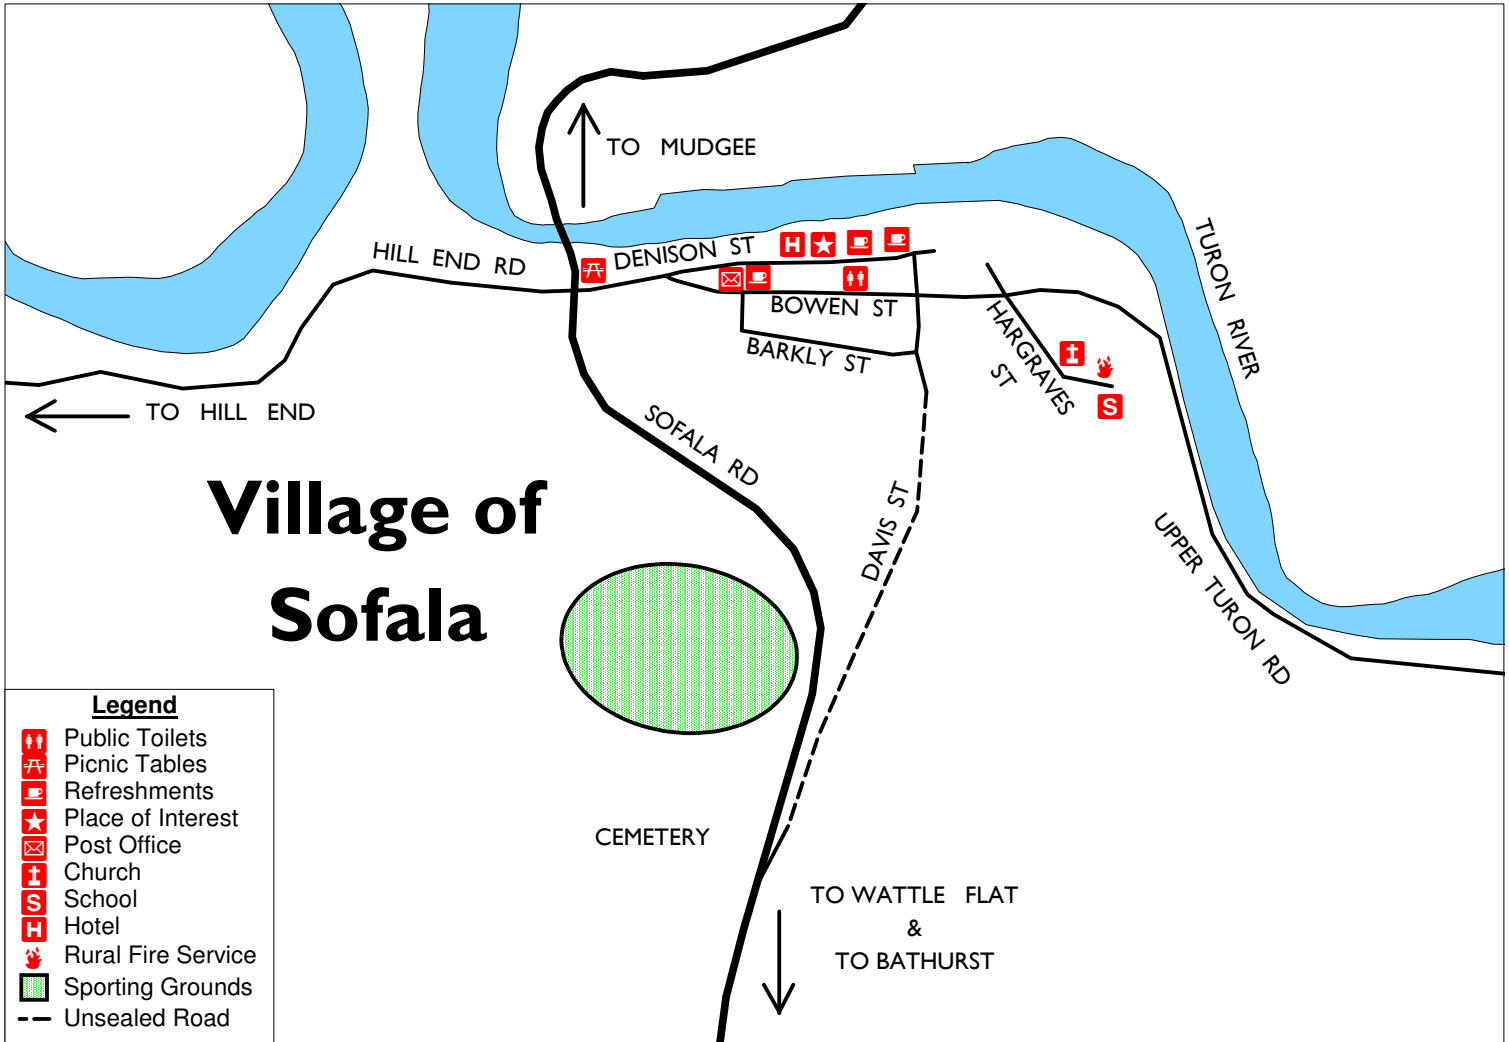 TO MUDGEE
HILL END RD
DENISON ST
H
BOWEN ST
BARKLY ST
HARGRAVES
ST
S
TURON RIVER
TO HILL END
SOFALA RD
Village of
Sofala
DAVIS ST
UPPER TURON RD
CEMETERY
TO WATTLE FLAT
&
TO BATHURST
Legend
Public Toilets
Picnic Tables
Refreshments
Place of Interest
Post Office
Church
S School
H Hotel
Rural Fire Service
Sporting Grounds
Unsealed Road